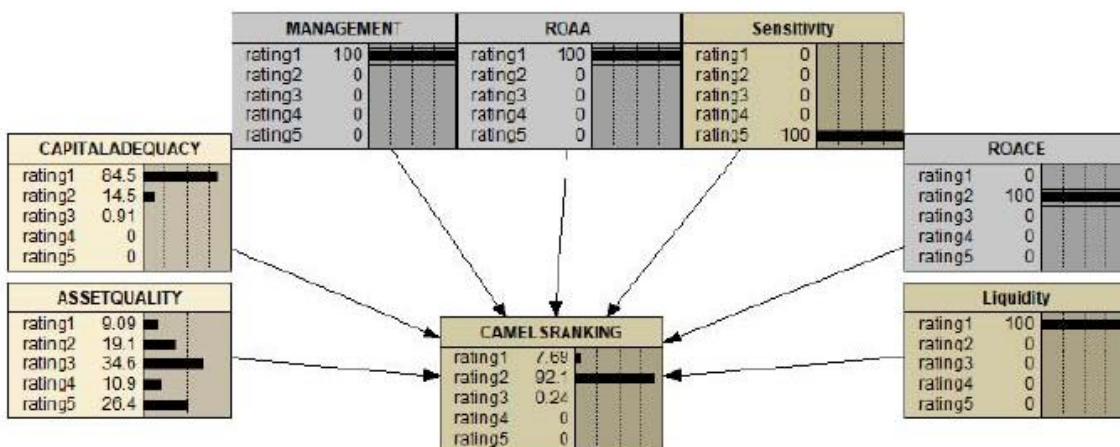 MANAGEMENT
rating1 100
rating2 0
rating3 0
rating4 0
rating5 0
ROAA
rating1 100
rating2 0
rating3 0
rating4 0
rating5 0
Sensitivity
rating1 0
rating2 0
rating3 0
rating4 0
rating5 100
CAPITALADEQUACY
rating1 84.5
rating2 14.5
rating3 0.91
rating4 0
rating5 0
ROACE
rating1 0
rating2 100
rating3 0
rating4 0
rating5 0
ASSETQUALITY
rating1 9.09
rating2 19.1
rating3 34.6
rating4 10.9
rating5 26.4
CAMELSRANKING
rating1 7.69
rating2 92.1
rating3 0.24
rating4 0
rating5 0
Liquidity
rating1 100
rating2 0
rating3 0
rating4 0
rating5 0